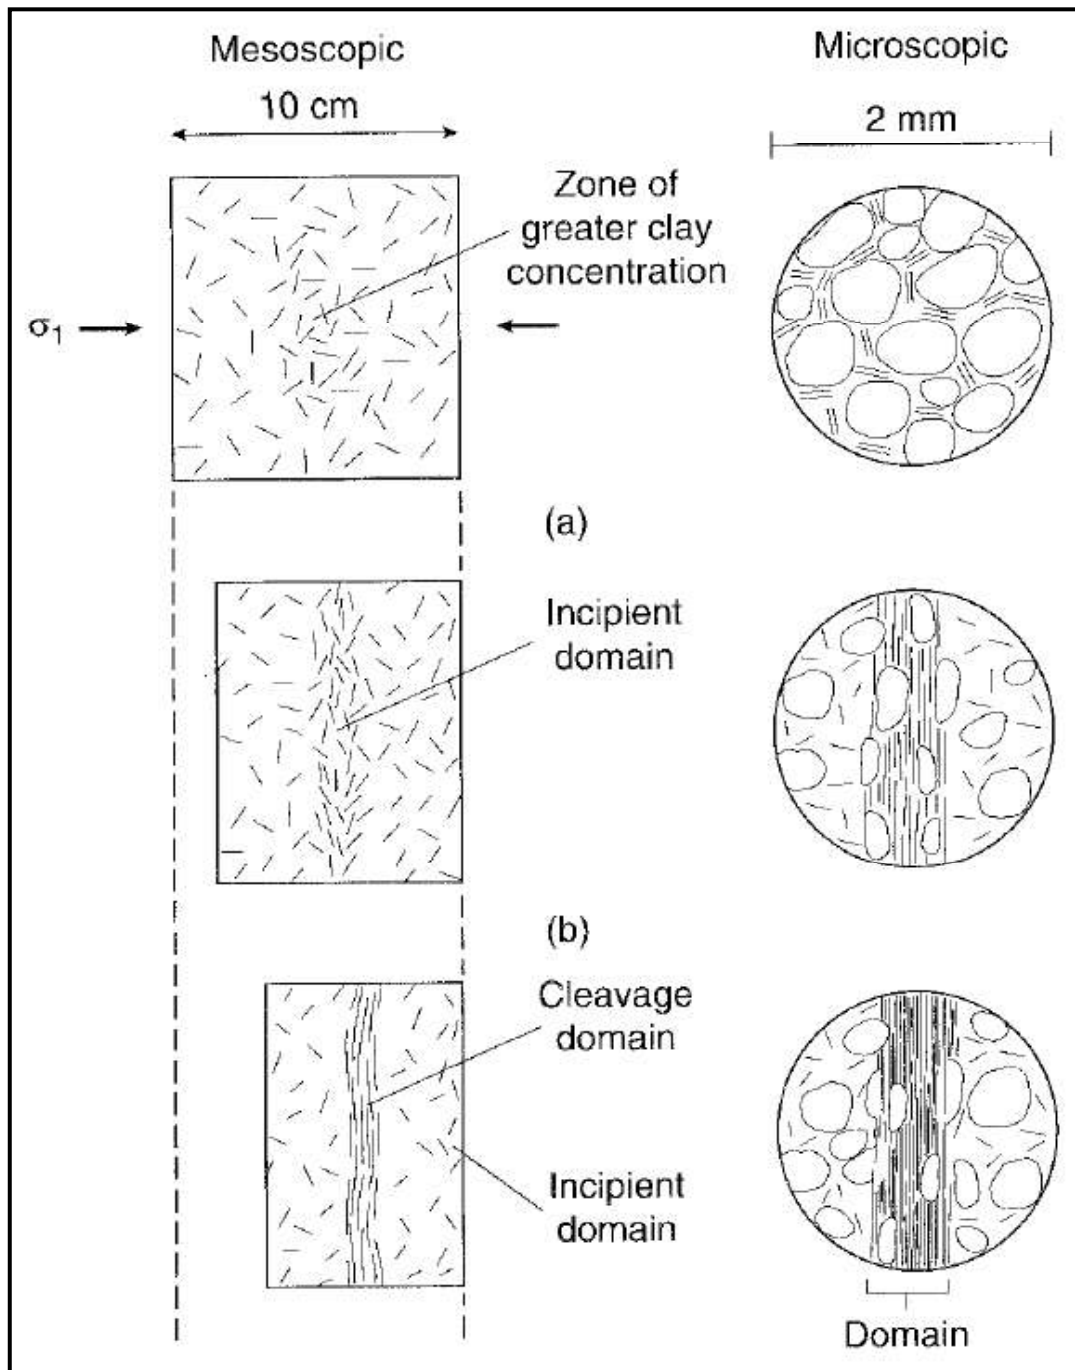 Mesoscopic
Microscopic
10 cm
2 mm
Zone of
greater clay
concentration
σ1
(a)
Incipient
domain
(b)
Cleavage
domain
Incipient
domain
Domain